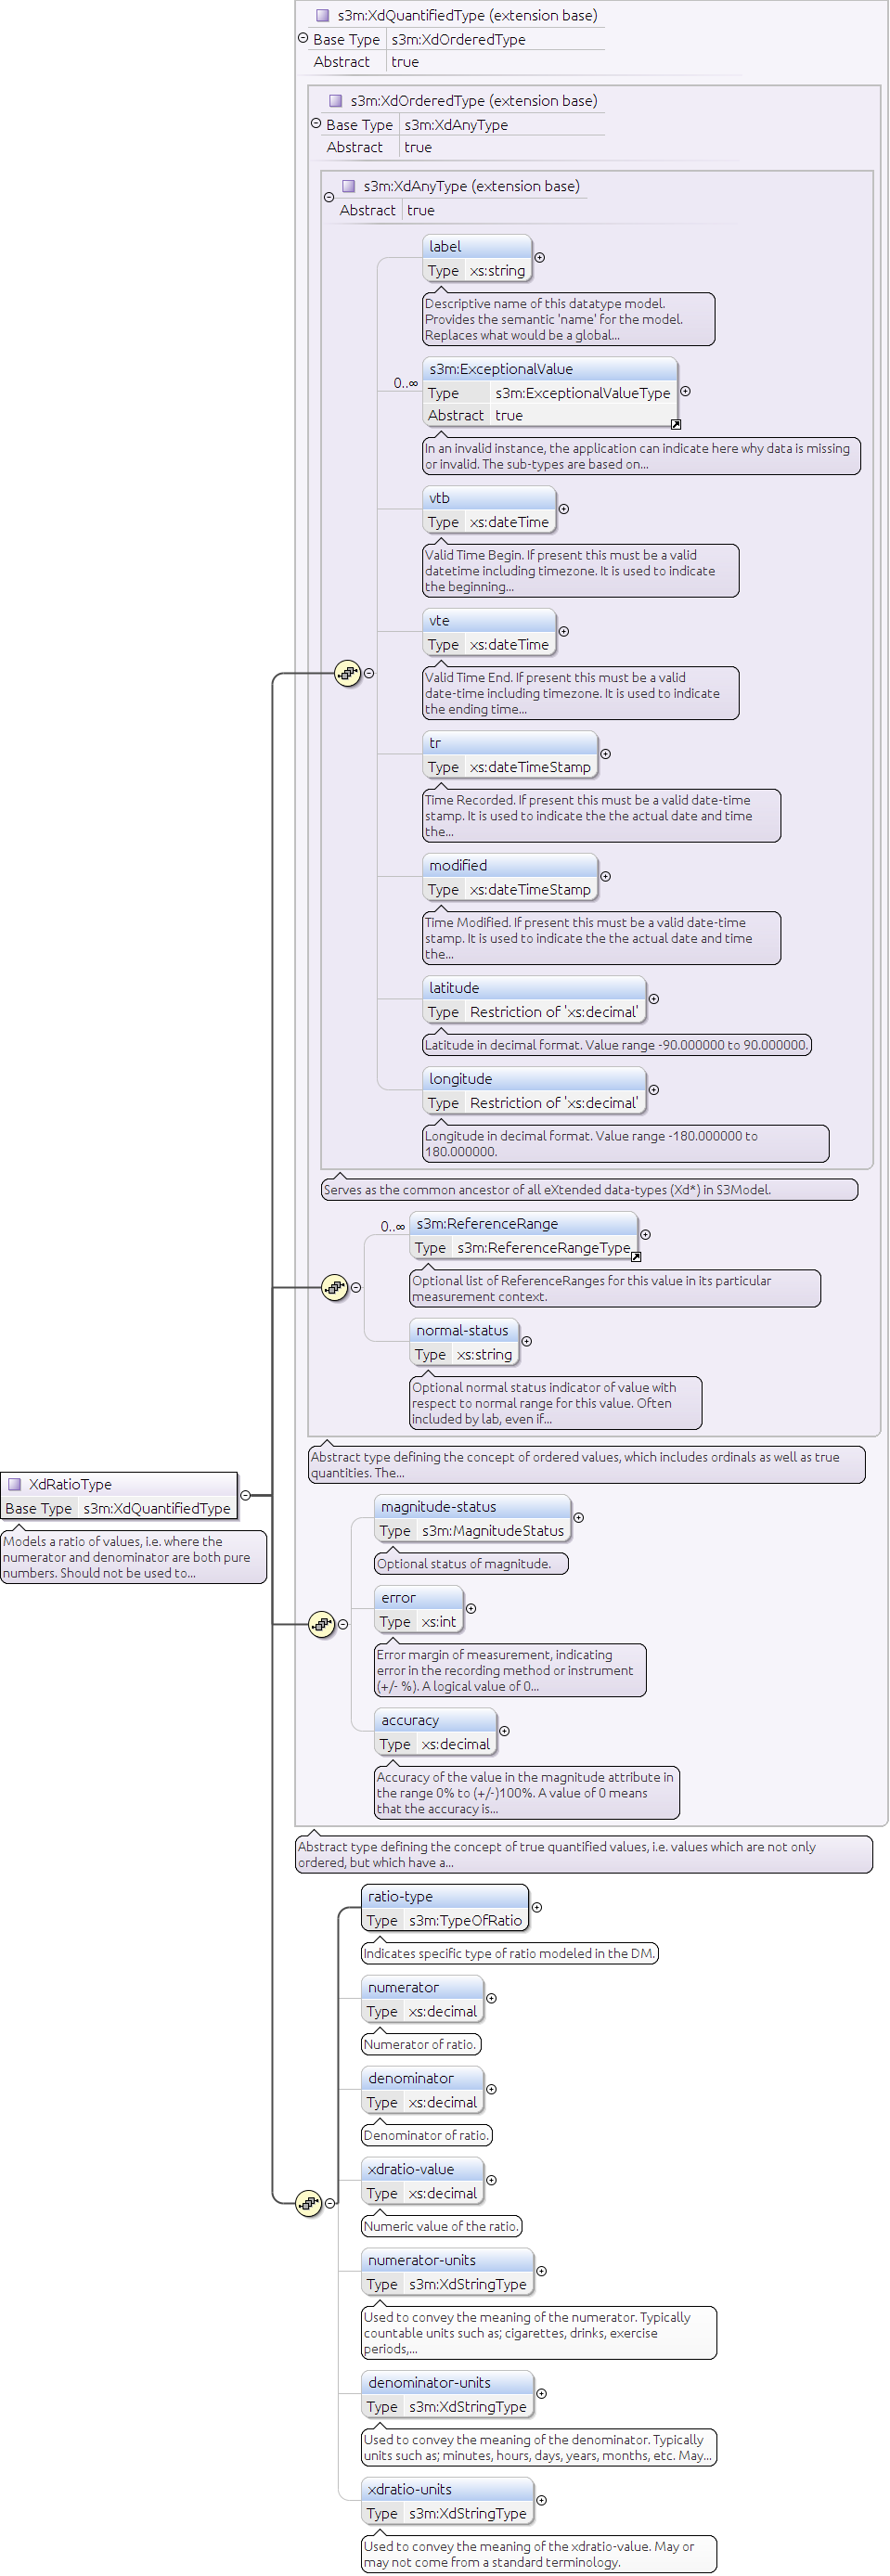 s3m:XdQuantifiedType (extension base)
Base Type s3m:XdOrderedType
Abstract true
s3m:XdOrderedType (extension base)
Base Type s3m:XdAnyType
Abstract true
s3m:XdAnyType (extension base)
Abstract true
label
Type xs:string
Descriptive name of this datatype model.
Provides the semantic 'name' for the model.
Replaces what would be a global...
0..∞
s3m:ExceptionalValue
Type s3m:ExceptionalValueType
Abstract true
In an invalid instance, the application can indicate here why data is missing
or invalid. The sub-types are based on...
vtb
Type xs:dateTime
Valid Time Begin. If present this must be a valid
datetime including timezone. It is used to indicate
the beginning...
vte
Type xs:dateTime
Valid Time End. If present this must be a valid
date-time including timezone. It is used to indicate
the ending time...
tr
Type xs:dateTimeStamp
Time Recorded. If present this must be a valid date-time
stamp. It is used to indicate the the actual date and time
the...
modified
Type xs:dateTimeStamp
Time Modified. If present this must be a valid date-time
stamp. It is used to indicate the the actual date and time
the...
latitude
Type Restriction of 'xs:decimal'
Latitude in decimal format. Value range -90.000000 to 90.000000.
longitude
Type Restriction of 'xs:decimal'
Longitude in decimal format. Value range -180.000000 to
180.000000.
Serves as the common ancestor of all eXtended data-types (Xd*) in S3Model.
0..∞
s3m:ReferenceRange
Type s3m:ReferenceRangeType
Optional list of ReferenceRanges for this value in its particular
measurement context.
normal-status
Type xs:string
Optional normal status indicator of value with
respect to normal range for this value. Often
included by lab, even if...
Abstract type defining the concept of ordered values, which includes ordinals as well as true
quantities. The...
XdRatioType
Base Type s3m:XdQuantifiedType
Models a ratio of values, i.e. where the
numerator and denominator are both pure
numbers. Should not be used to...
magnitude-status
Type s3m:MagnitudeStatus
Optional status of magnitude.
error
Type xs:int
Error margin of measurement, indicating
error in the recording method or instrument
(+/- %). A logical value of 0...
accuracy
Type xs:decimal
Accuracy of the value in the magnitude attribute in
the range 0% to (+/-)100%. A value of 0 means
that the accuracy is...
Abstract type defining the concept of true quantified values, i.e. values which are not only
ordered, but which have a...
ratio-type
Type s3m:TypeOfRatio
Indicates specific type of ratio modeled in the DM.
numerator
Type xs:decimal
Numerator of ratio.
denominator
Type xs:decimal
Denominator of ratio.
xdratio-value
Type xs:decimal
Numeric value of the ratio.
numerator-units
Type s3m:XdStringType
Used to convey the meaning of the numerator. Typically
countable units such as; cigarettes, drinks, exercise
periods,...
denominator-units
Type s3m:XdStringType
Used to convey the meaning of the denominator. Typically
units such as; minutes, hours, days, years, months, etc. May...
xdratio-units
Type s3m:XdStringType
Used to convey the meaning of the xdratio-value. May or
may not come from a standard terminology.